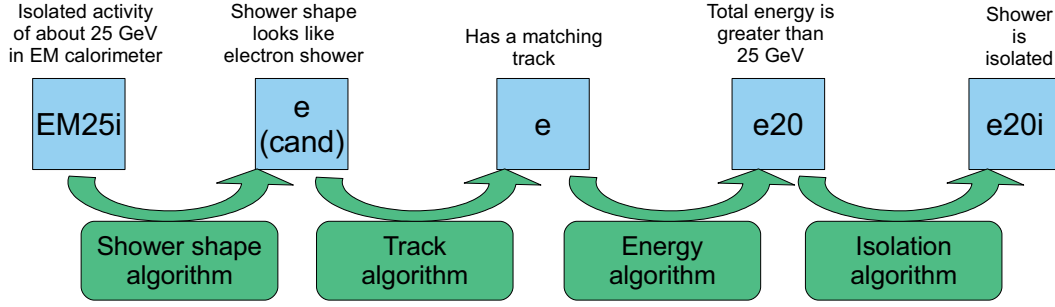 Isolated activity
of about 25 GeV
in EM calorimeter
Shower shape
looks like
electron shower
Has a matching
track
Total energy is
greater than
25 GeV
Shower
is
isolated
EM25i
e
(cand)
e
e20
e20i
Shower shape
algorithm
Track
algorithm
Energy
algorithm
Isolation
algorithm